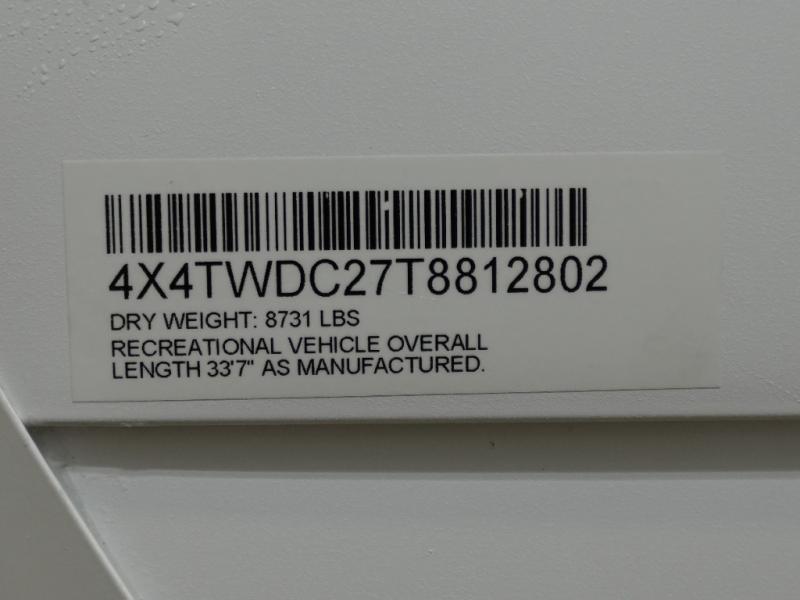 4X4TWDC27T8812802
DRY WEIGHT: 8731 LBS
RECREATIONAL VEHICLE OVERALL
LENGTH 33'7" AS MANUFACTURED.